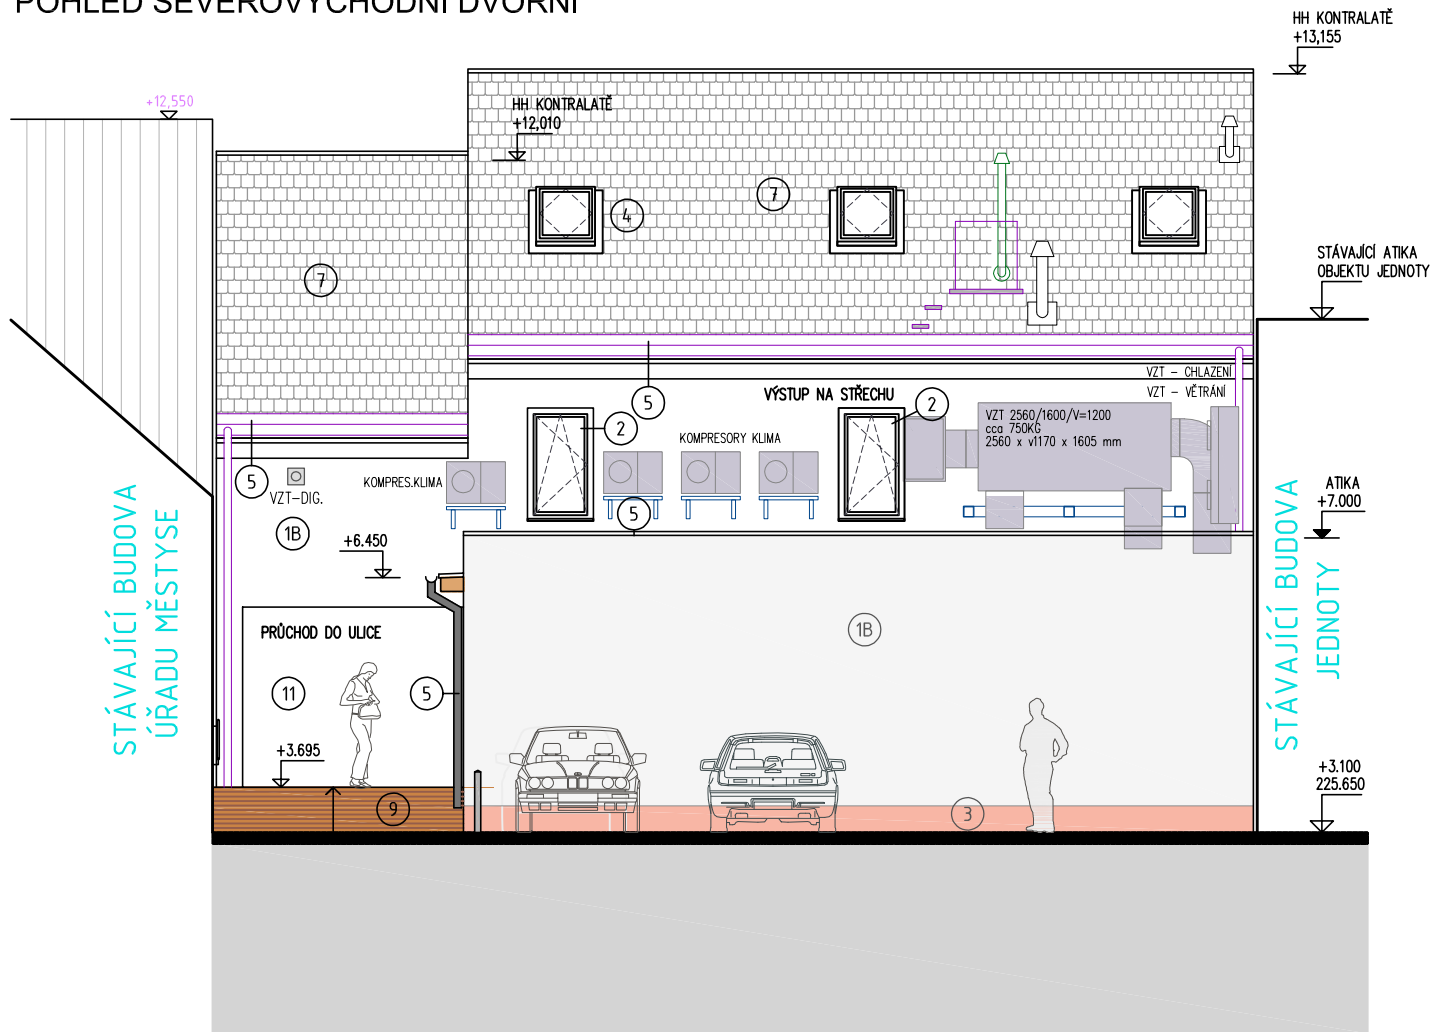 POHLED SEVEROVÝCHODNÍ DVORNÍ
HH KONTRALATĚ
+13,155
+12,550
HH KONTRALATĚ
+12,010
7
4
7
STÁVAJÍCÍ ATIKA
OBJEKTU JEDNOTY
VZT - CHLAZENÍ
VZT - VĚTRÁNÍ
VÝSTUP NA STŘECHU
5
2
2
VZT 2560/1600/V=1200
cca 750KG
2560 x v1170 x 1605 mm
KOMPRESORY KLIMA
5
KOMPRES.KLIMA
VZT-DIG.
1B
5
ATIKA
+7.000
+6.450
STÁVAJÍCÍ BUDOVA
ÚŘADU MĚSTYSE
STÁVAJÍCÍ BUDOVA
JEDNOTY
PRŮCHOD DO ULICE
1B
11
5
+3.695
+3.100
225.650
9
3